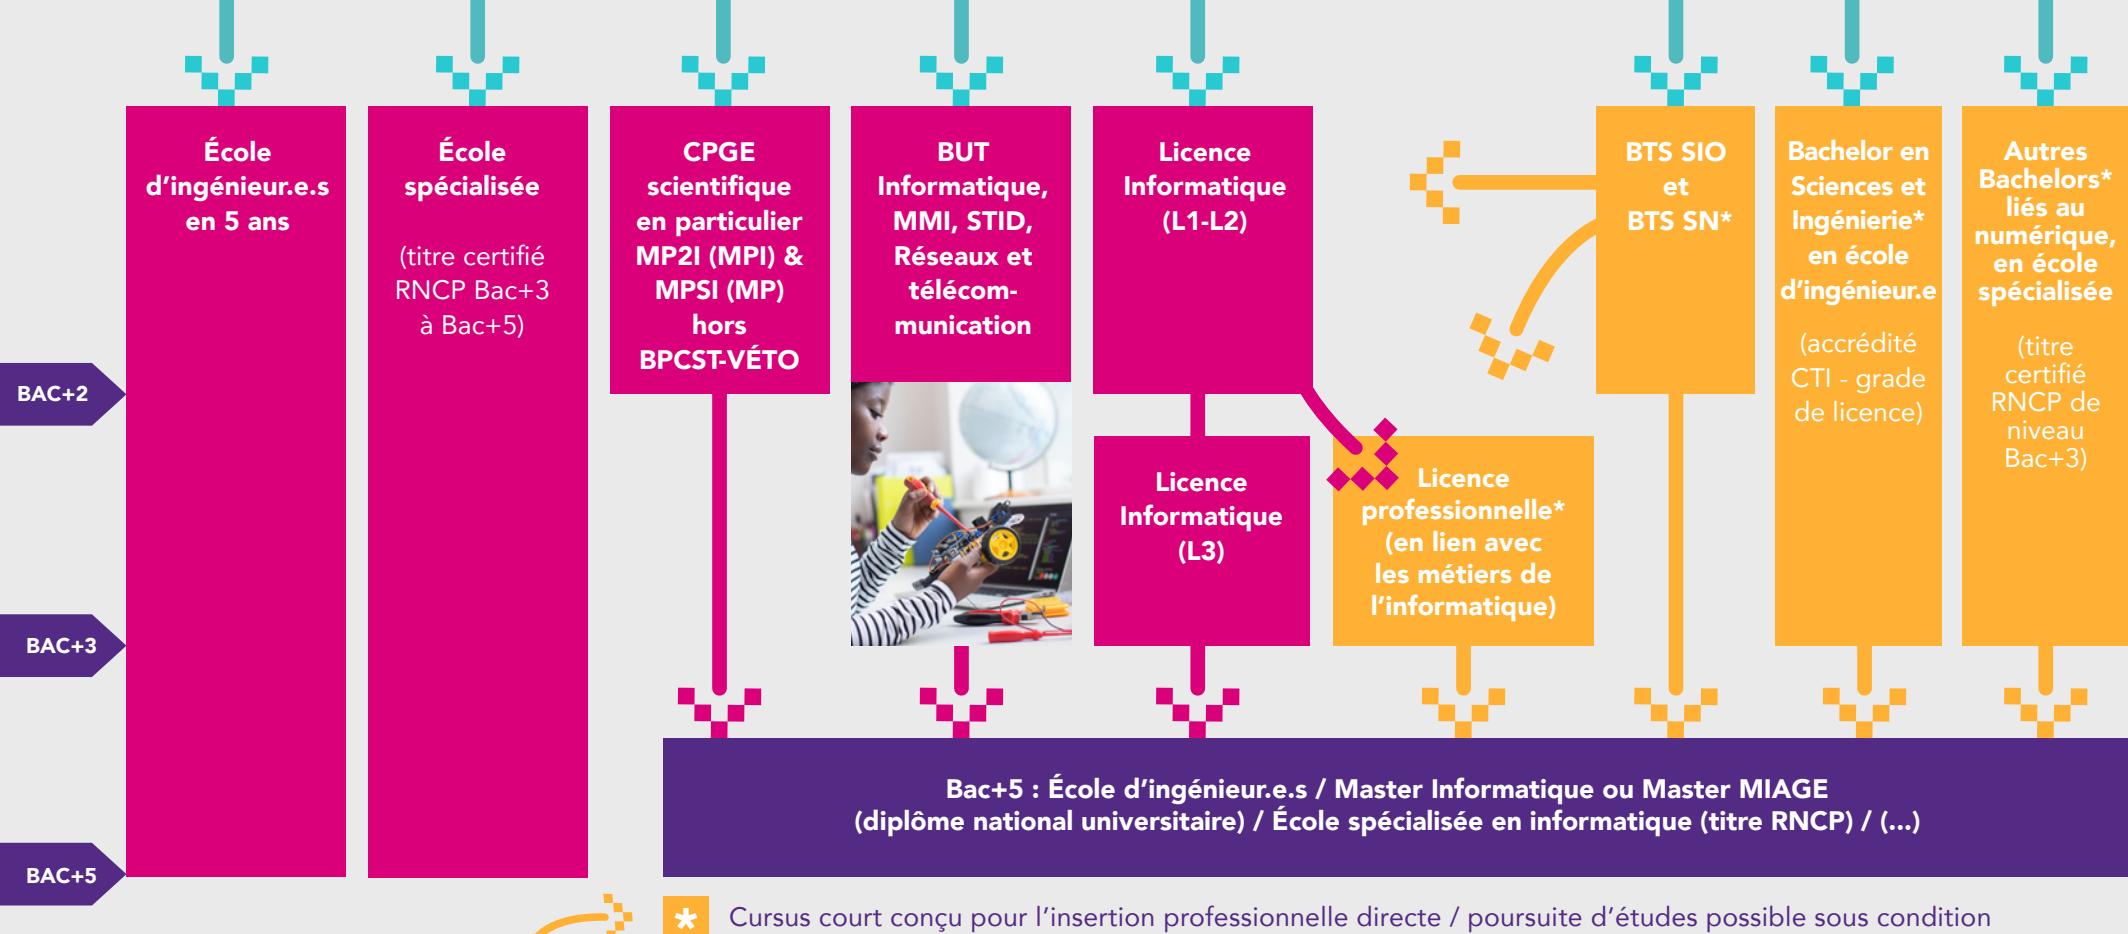 École
d'ingénieur.e.s
en 5 ans
École
spécialisée
(titre certifié
RNCP Bac+3
à Bac+5)
CPGE
scientifique
en particulier
MP2I (MPI) &
MPSI (MP)
hors
BPCST-VÉTO
BUT
Informatique,
MMI, STID,
Réseaux et
télécom-
munication
Licence
Informatique
(L1-L2)
BTS SIO
et
BTS SN*
Bachelor en
Sciences et
Ingénierie*
en école
d'ingénieur.e
(accrédité
CTI - grade
de licence)
Autres
Bachelors*
liés au
numérique,
en école
spécialisée
(titre
certifié
RNCP de
niveau
Bac+3)
BAC+2
Licence
Informatique
(L3)
Licence
professionnelle*
(en lien avec
les métiers de
l'informatique)
BAC+3
Bac+5 : École d'ingénieur.e.s / Master Informatique ou Master MIAGE
(diplôme national universitaire) / École spécialisée en informatique (titre RNCP) / (...)
BAC+5
* Cursus court conçu pour l'insertion professionnelle directe / poursuite d'études possible sous condition